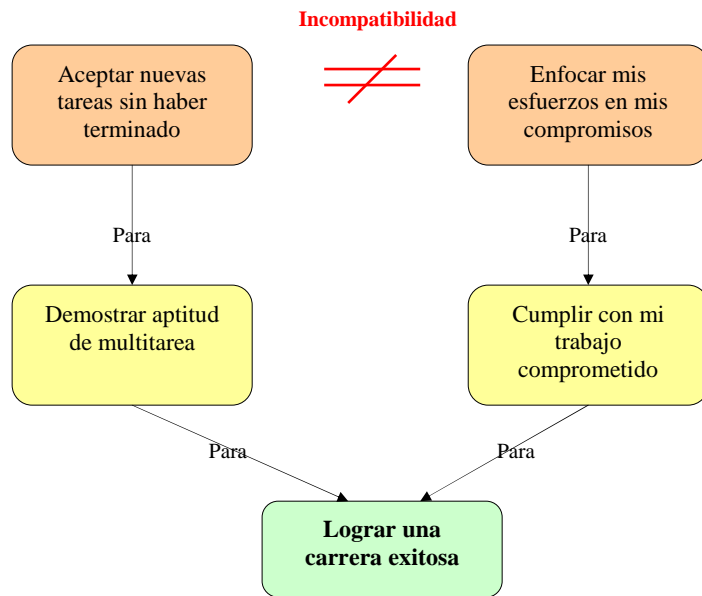 Incompatibilidad
Aceptar nuevas
tareas sin haber
terminado
Enfocar mis
esfuerzos en mis
compromisos
Para
Para
Demostrar aptitud
de multitarea
Cumplir con mi
trabajo
comprometido
Para
Para
Lograr una
carrera exitosa